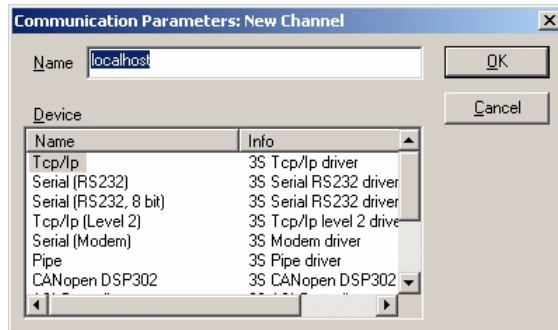 Communication Parameters: New Channel
Name localhost OK
Cancel
Device
Name Info
Tcp/Ip 3S Tcp/Ip driver
Serial (RS232) 3S Serial RS232 driver
Serial (RS232, 8 bit) 3S Serial RS232 driver
Tcp/Ip (Level 2) 3S Tcp/Ip level 2 drive
Serial (Modem) 3S Modem driver
Pipe 3S Pipe driver
CANopen DSP302 3S CANopen DSP302